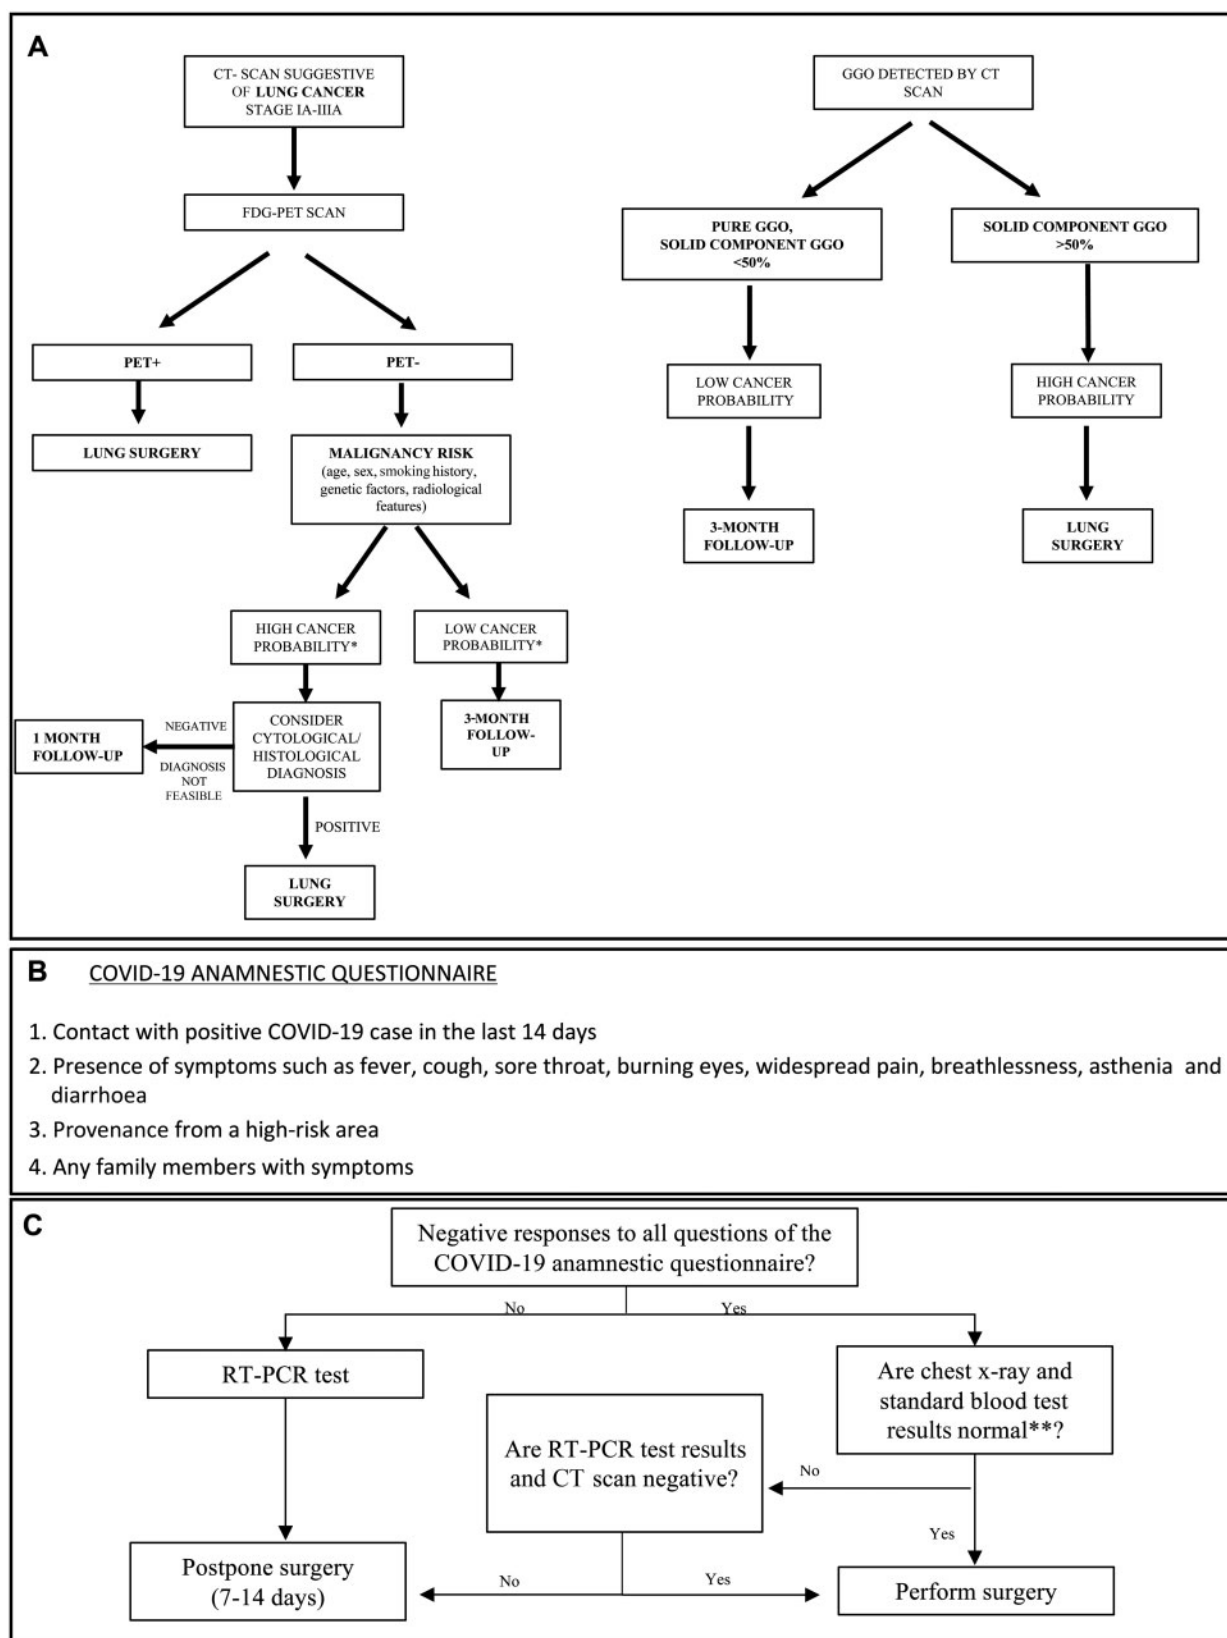 A
CT- SCAN SUGGESTIVE
OF LUNG CANCER
STAGE IA-IIIA
FDG-PET SCAN
PET+
PET-
LUNG SURGERY
MALIGNANCY RISK
(age, sex, smoking history,
genetic factors, radiological
features)
HIGH CANCER
PROBABILITY*
LOW CANCER
PROBABILITY*
1 MONTH
FOLLOW-UP
NEGATIVE
DIAGNOSIS
NOT
FEASIBLE
CONSIDER
CYTOLOGICAL/
HISTOLOGICAL
DIAGNOSIS
3-MONTH
FOLLOW-
UP
POSITIVE
LUNG
SURGERY
GGO DETECTED BY CT
SCAN
PURE GGO,
SOLID COMPONENT GGO
<50%
SOLID COMPONENT GGO
>50%
LOW CANCER
PROBABILITY
HIGH CANCER
PROBABILITY
3-MONTH
FOLLOW-UP
LUNG
SURGERY
B COVID-19 ANAMNESTIC QUESTIONNAIRE
1. Contact with positive COVID-19 case in the last 14 days
2. Presence of symptoms such as fever, cough, sore throat, burning eyes, widespread pain, breathlessness, asthenia and
diarrhoea
3. Provenance from a high-risk area
4. Any family members with symptoms
C
Negative responses to all questions of the
COVID-19 anamnestic questionnaire?
No
Yes
RT-PCR test
Are chest x-ray and
standard blood test
results normal**?
Are RT-PCR test results
and CT scan negative?
No
Yes
Postpone surgery
(7-14 days)
No
Yes
Perform surgery